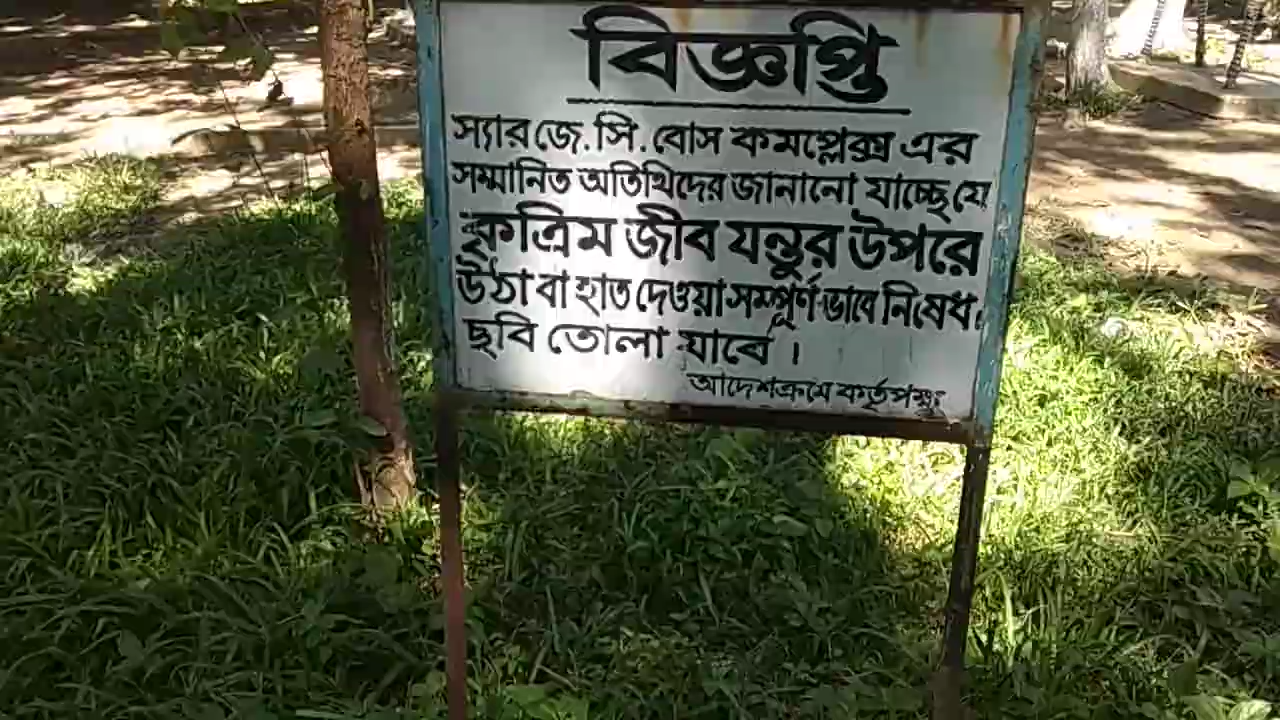 বিজ্ঞপ্তি
স্যার জে. সি. বোস কমপ্লেক্স এর
সম্মানিত অতিথিদের জানানো যাচ্ছে যে
কৃত্রিম জীব যন্তুর উপরে
উঠা বা হাত দেওয়া সম্পূর্ণ ভাবে নিষেধ।
ছবি তোলা যাবে ।
আদেশক্রমে কর্তৃপক্ষ